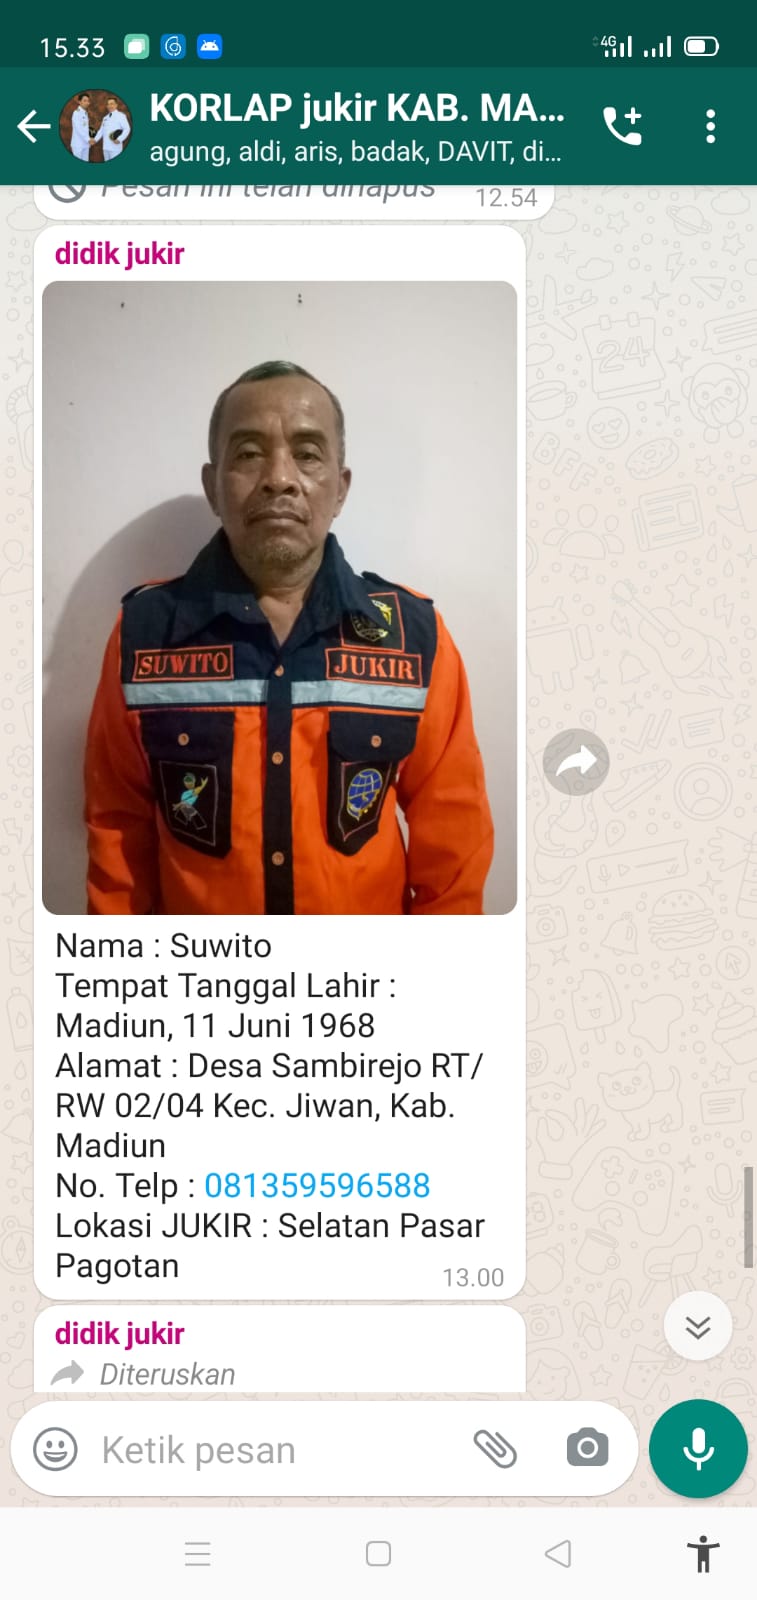 15.33
4G
KORLAP jukir KAB. MA...
agung, aldi, aris, badak, DAVIT, di...
Pesan ini telah dihapus
12.54
didik jukir
SUWITO JUKIR
Nama : Suwito
Tempat Tanggal Lahir :
Madiun, 11 Juni 1968
Alamat : Desa Sambirejo RT/
RW 02/04 Kec. Jiwan, Kab.
Madiun
No. Telp : 081359596588
Lokasi JUKIR : Selatan Pasar
Pagotan
13.00
didik jukir
Diteruskan
Ketik pesan